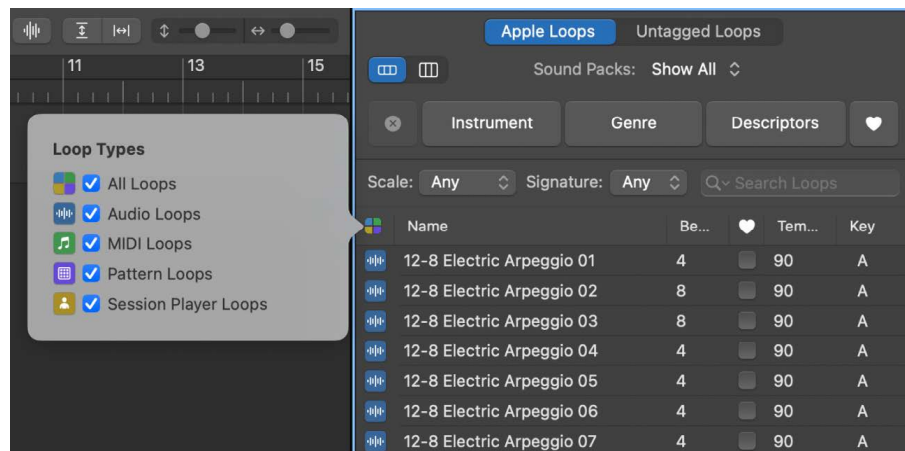 Apple Loops Untagged Loops
11 13 15
Sound Packs: Show All
Instrument Genre Descriptors
Loop Types
All Loops
Audio Loops
MIDI Loops
Pattern Loops
Session Player Loops
Scale: Any Signature: Any Search Loops
Name Be... Tem... Key
12-8 Electric Arpeggio 01 4 90 A
12-8 Electric Arpeggio 02 8 90 A
12-8 Electric Arpeggio 03 8 90 A
12-8 Electric Arpeggio 04 4 90 A
12-8 Electric Arpeggio 05 4 90 A
12-8 Electric Arpeggio 06 4 90 A
12-8 Electric Arpeggio 07 4 90 A